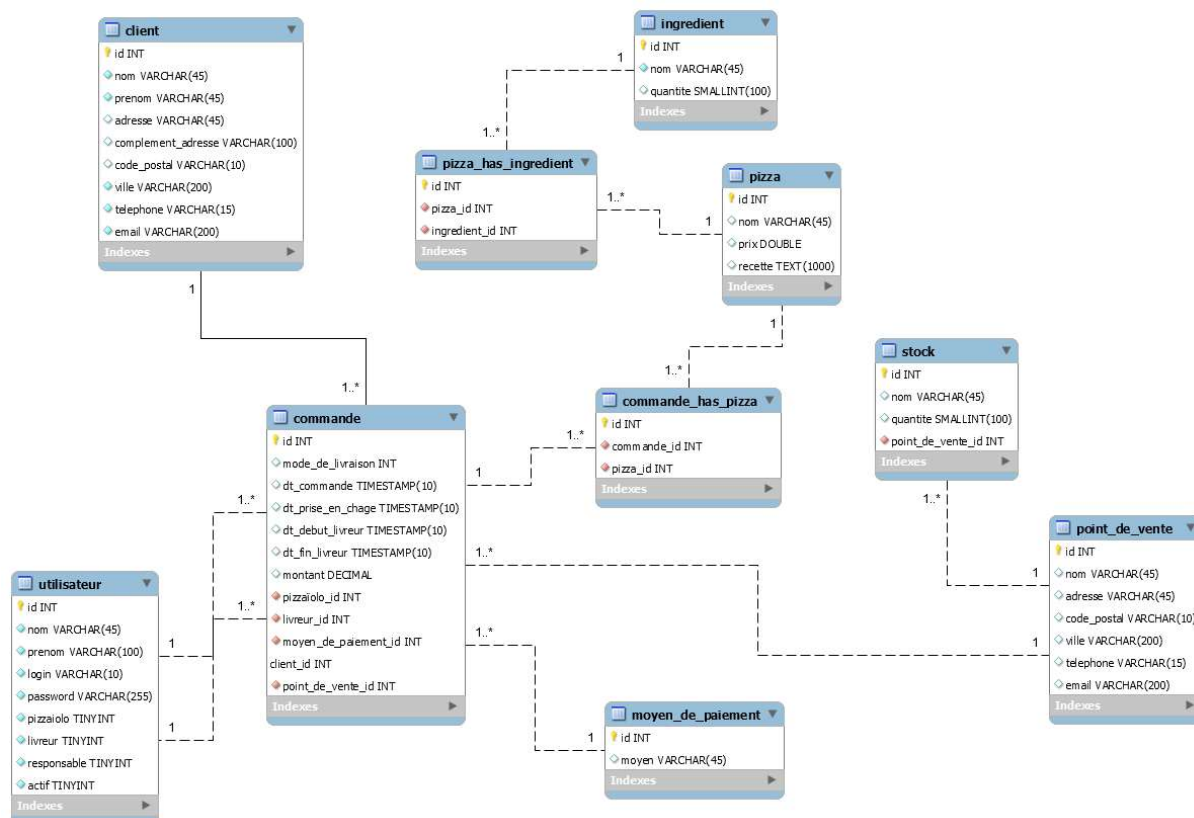 client
id INT
nom VARCHAR(45)
prenom VARCHAR(45)
adresse VARCHAR(45)
complement_adresse VARCHAR(100)
code_postal VARCHAR(10)
ville VARCHAR(200)
telephone VARCHAR(15)
email VARCHAR(200)
Indexes
ingredient
id INT
nom VARCHAR(45)
quantite SMALLINT(100)
Indexes
1
1..*
pizza_has_ingredient
id INT
pizza_id INT
ingredient_id INT
Indexes
1..*
1
pizza
id INT
nom VARCHAR(45)
prix DOUBLE
recette TEXT(1000)
Indexes
1
1..*
1
1..*
stock
id INT
nom VARCHAR(45)
quantite SMALLINT(100)
point_de_vente_id INT
Indexes
1..*
1
commande_has_pizza
id INT
commande_id INT
pizza_id INT
Indexes
1..*
1
commande
id INT
mode_de_livraison INT
dt_commande TIMESTAMP(10)
dt_prise_en_chage TIMESTAMP(10)
dt_debut_livreur TIMESTAMP(10)
dt_fin_livreur TIMESTAMP(10)
montant DECIMAL
pizzaïolo_id INT
livreur_id INT
moyen_de_paiement_id INT
client_id INT
point_de_vente_id INT
Indexes
1..*
1..*
1
1
1..*
1
1..*
1
utilisateur
id INT
nom VARCHAR(45)
prenom VARCHAR(100)
login VARCHAR(10)
password VARCHAR(255)
pizzaiolo TINYINT
livreur TINYINT
responsable TINYINT
actif TINYINT
Indexes
point_de_vente
id INT
nom VARCHAR(45)
adresse VARCHAR(45)
code_postal VARCHAR(10)
ville VARCHAR(200)
telephone VARCHAR(15)
email VARCHAR(200)
Indexes
moyen_de_paiement
id INT
moyen VARCHAR(45)
Indexes